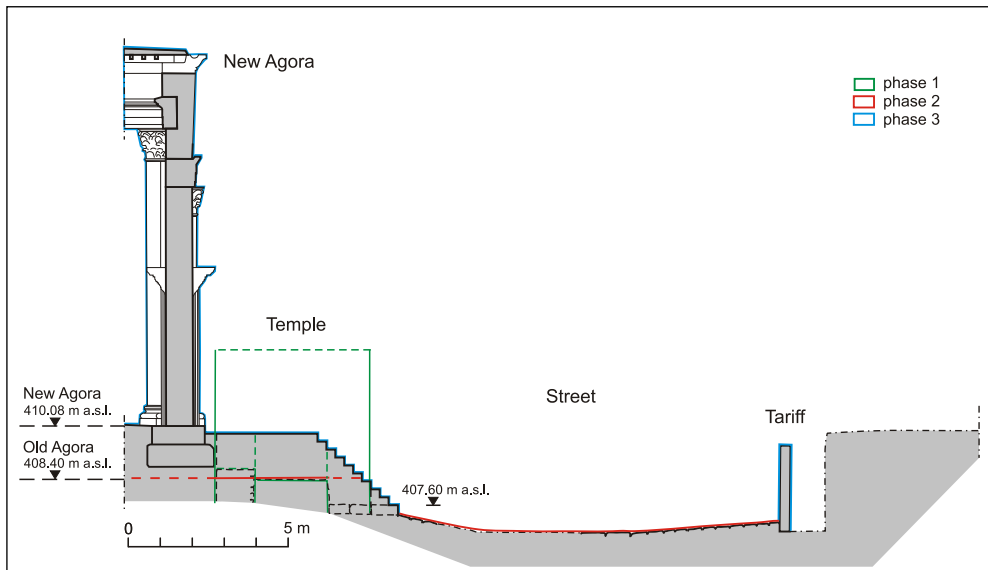 New Agora
phase 1
phase 2
phase 3
Temple
Street
Tariff
New Agora
410.08 m a.s.l.
Old Agora
408.40 m a.s.l.
407.60 m a.s.l.
0 5 m